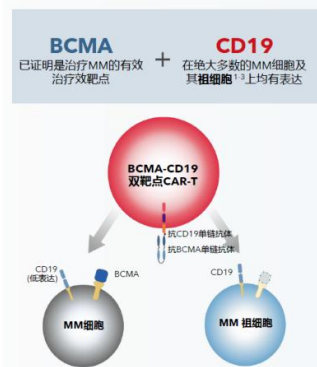 BCMA
已证明是治疗MM的有效
治疗效靶点
+
CD19
在绝大多数的MM细胞及
其祖细胞1-3上均有表达
BCMA-CD19
双靶点CAR-T
抗CD19单链抗体
抗BCMA单链抗体
CD19
(低表达)
BCMA
MM细胞
CD19
MM 祖细胞